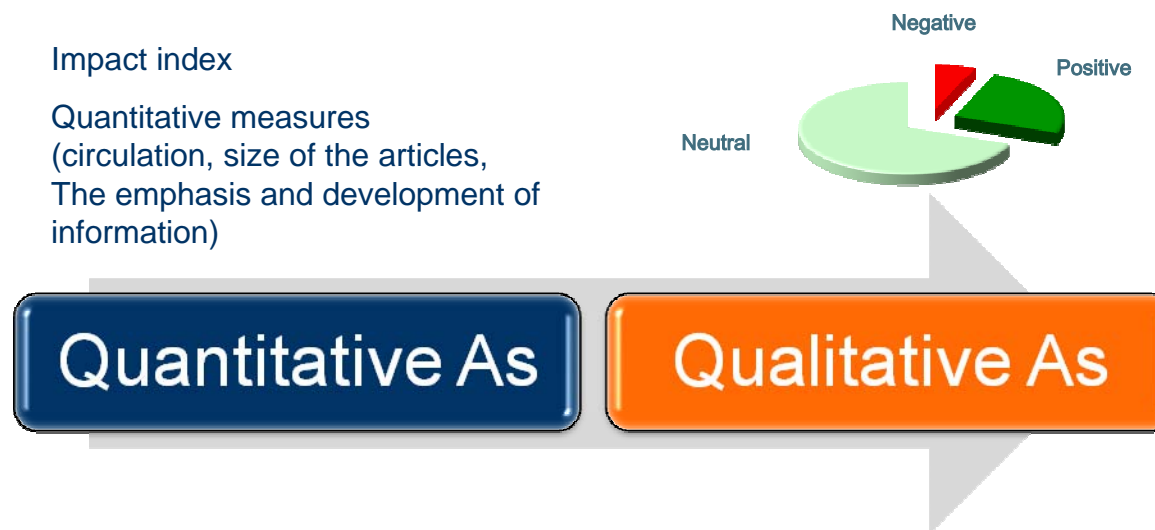 Impact index
Quantitative measures
(circulation, size of the articles,
The emphasis and development of
information)
Negative
Positive
Neutral
Quantitative As
Qualitative As